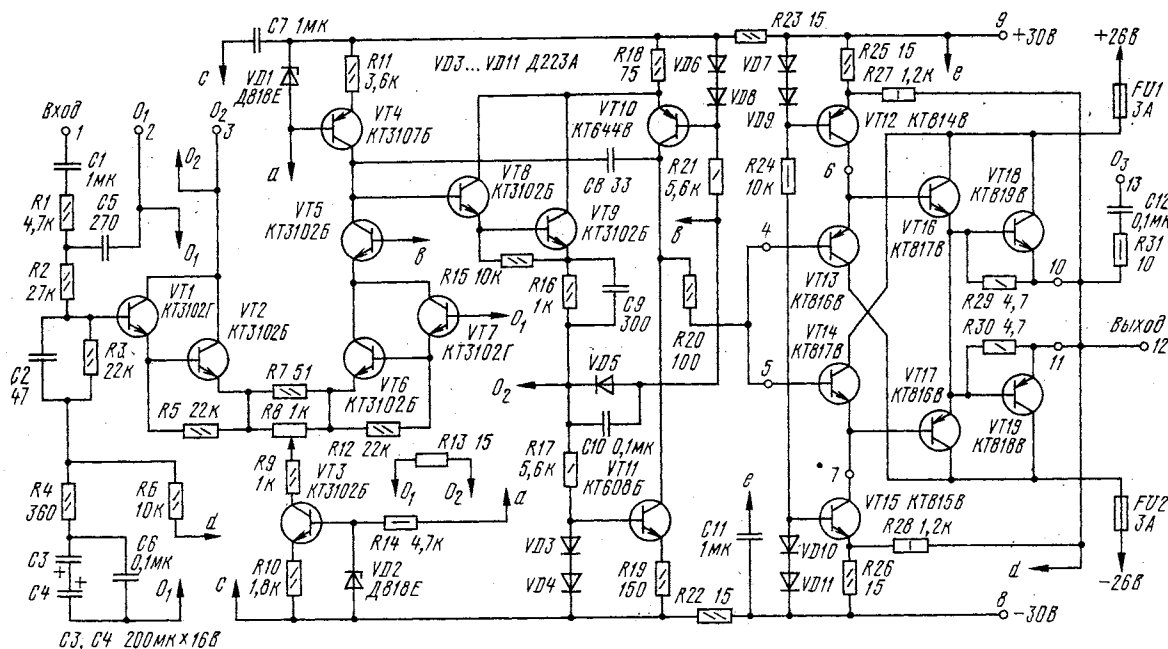 C7 1мк
R23 15
9
+30В
+26В
c
VD1
Д818Е
R11
3,6к
VD3...VD11 Д223А
R18
75
VD6
VD7
R25 15
R27 1,2к
e
FU1
3А
Вход
1
O₁
2
O₂
3
VT4
КТ3107Б
VT10
КТ644В
VD8
VD9
VT12 КТ814В
C1
1мк
O₂
a
C8 33
R21
5,6к
R24
10к
6
O₃
13
R1
4,7к
C5
270
VT8
КТ3102Б
VT18
КТ819В
C12
0,1мк
O₁
VT5
КТ3102Б
в
VT9
КТ3102Б
в
4
VT16
КТ817В
R31
10
R2
27к
R15 10к
R16
1к
VT13
КТ816В
10
R29 4,7
VT1
КТ3102Г
VT2
КТ3102Б
O₁
VT7
КТ3102Г
C9
300
R20
100
R30 4,7
Выход
12
C2
47
R3
22к
R7 51
VT6
КТ3102Б
O₂
VD5
5
VT14
КТ817В
11
VT17
КТ816В
VT19
КТ818В
R5 22к
R8 1к
R12 22к
C10 0,1мк
R9
1к
VT3
КТ3102Б
R13 15
O₁
O₂
a
R17
5,6к
VT11
КТ608Б
e
7
VT15 КТ815В
R28 1,2к
FU2
3А
R4
360
R6
10к
d
R14 4,7к
C11
1мк
d
-26В
C3
+
C4
+
C6
0,1мк
O₁
c
R10
1,8к
VD2
Д818Е
VD3
VD4
R19
150
R22 15
VD10
VD11
R26
15
8
-30В
C3, C4 200мк×16В